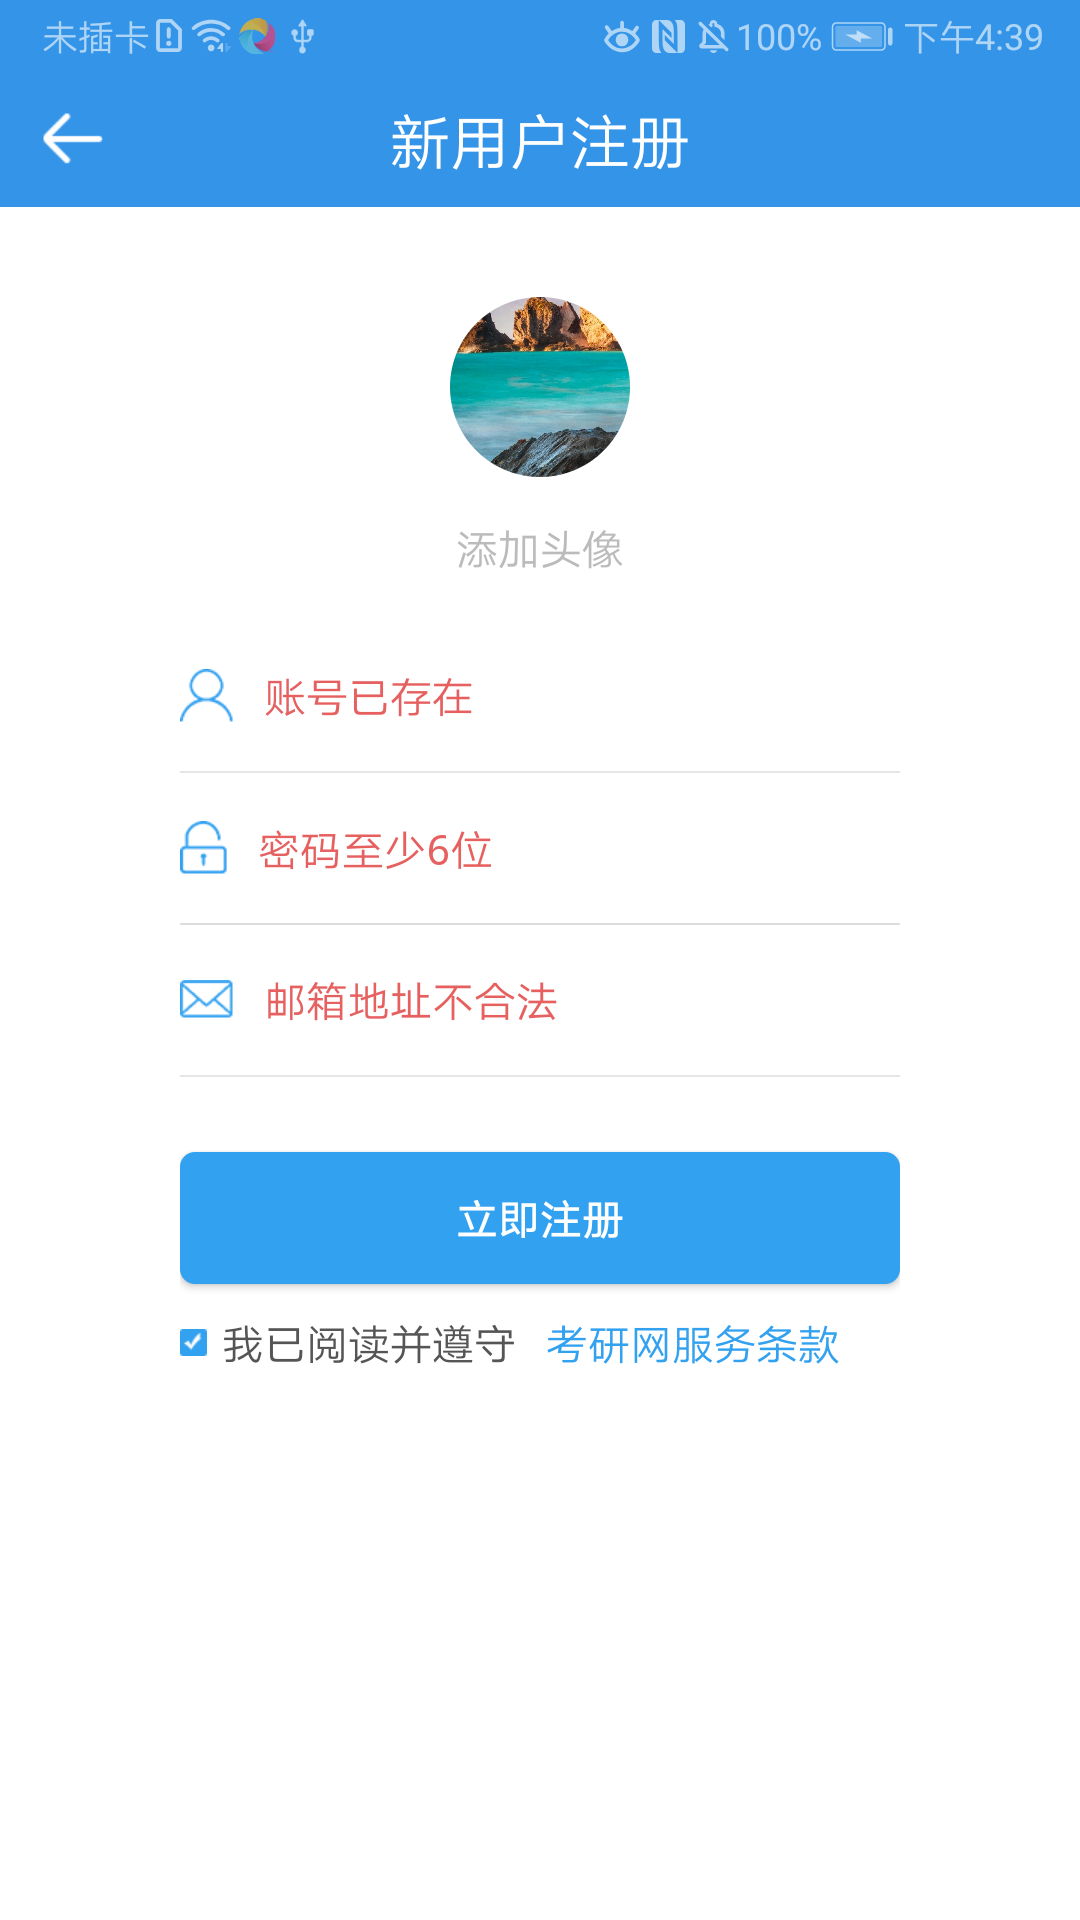 未插卡 100% 下午4:39
新用户注册
添加头像
账号已存在
密码至少6位
邮箱地址不合法
立即注册
我已阅读并遵守 考研网服务条款